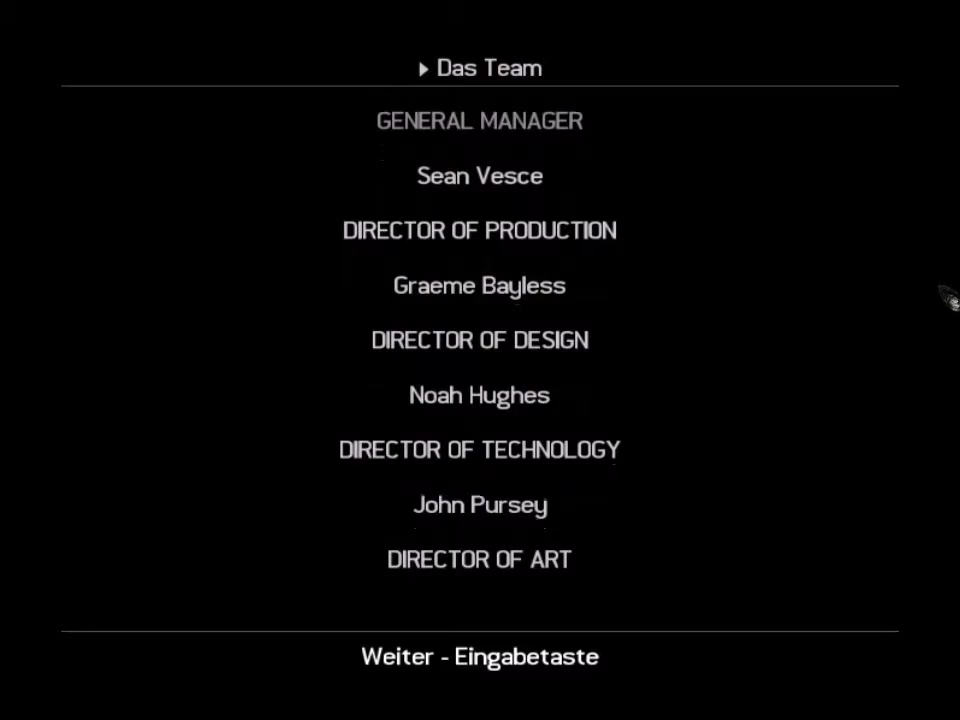 Das Team
GENERAL MANAGER
Sean Vesce
DIRECTOR OF PRODUCTION
Graeme Bayless
DIRECTOR OF DESIGN
Noah Hughes
DIRECTOR OF TECHNOLOGY
John Pursey
DIRECTOR OF ART
Weiter - Eingabetaste